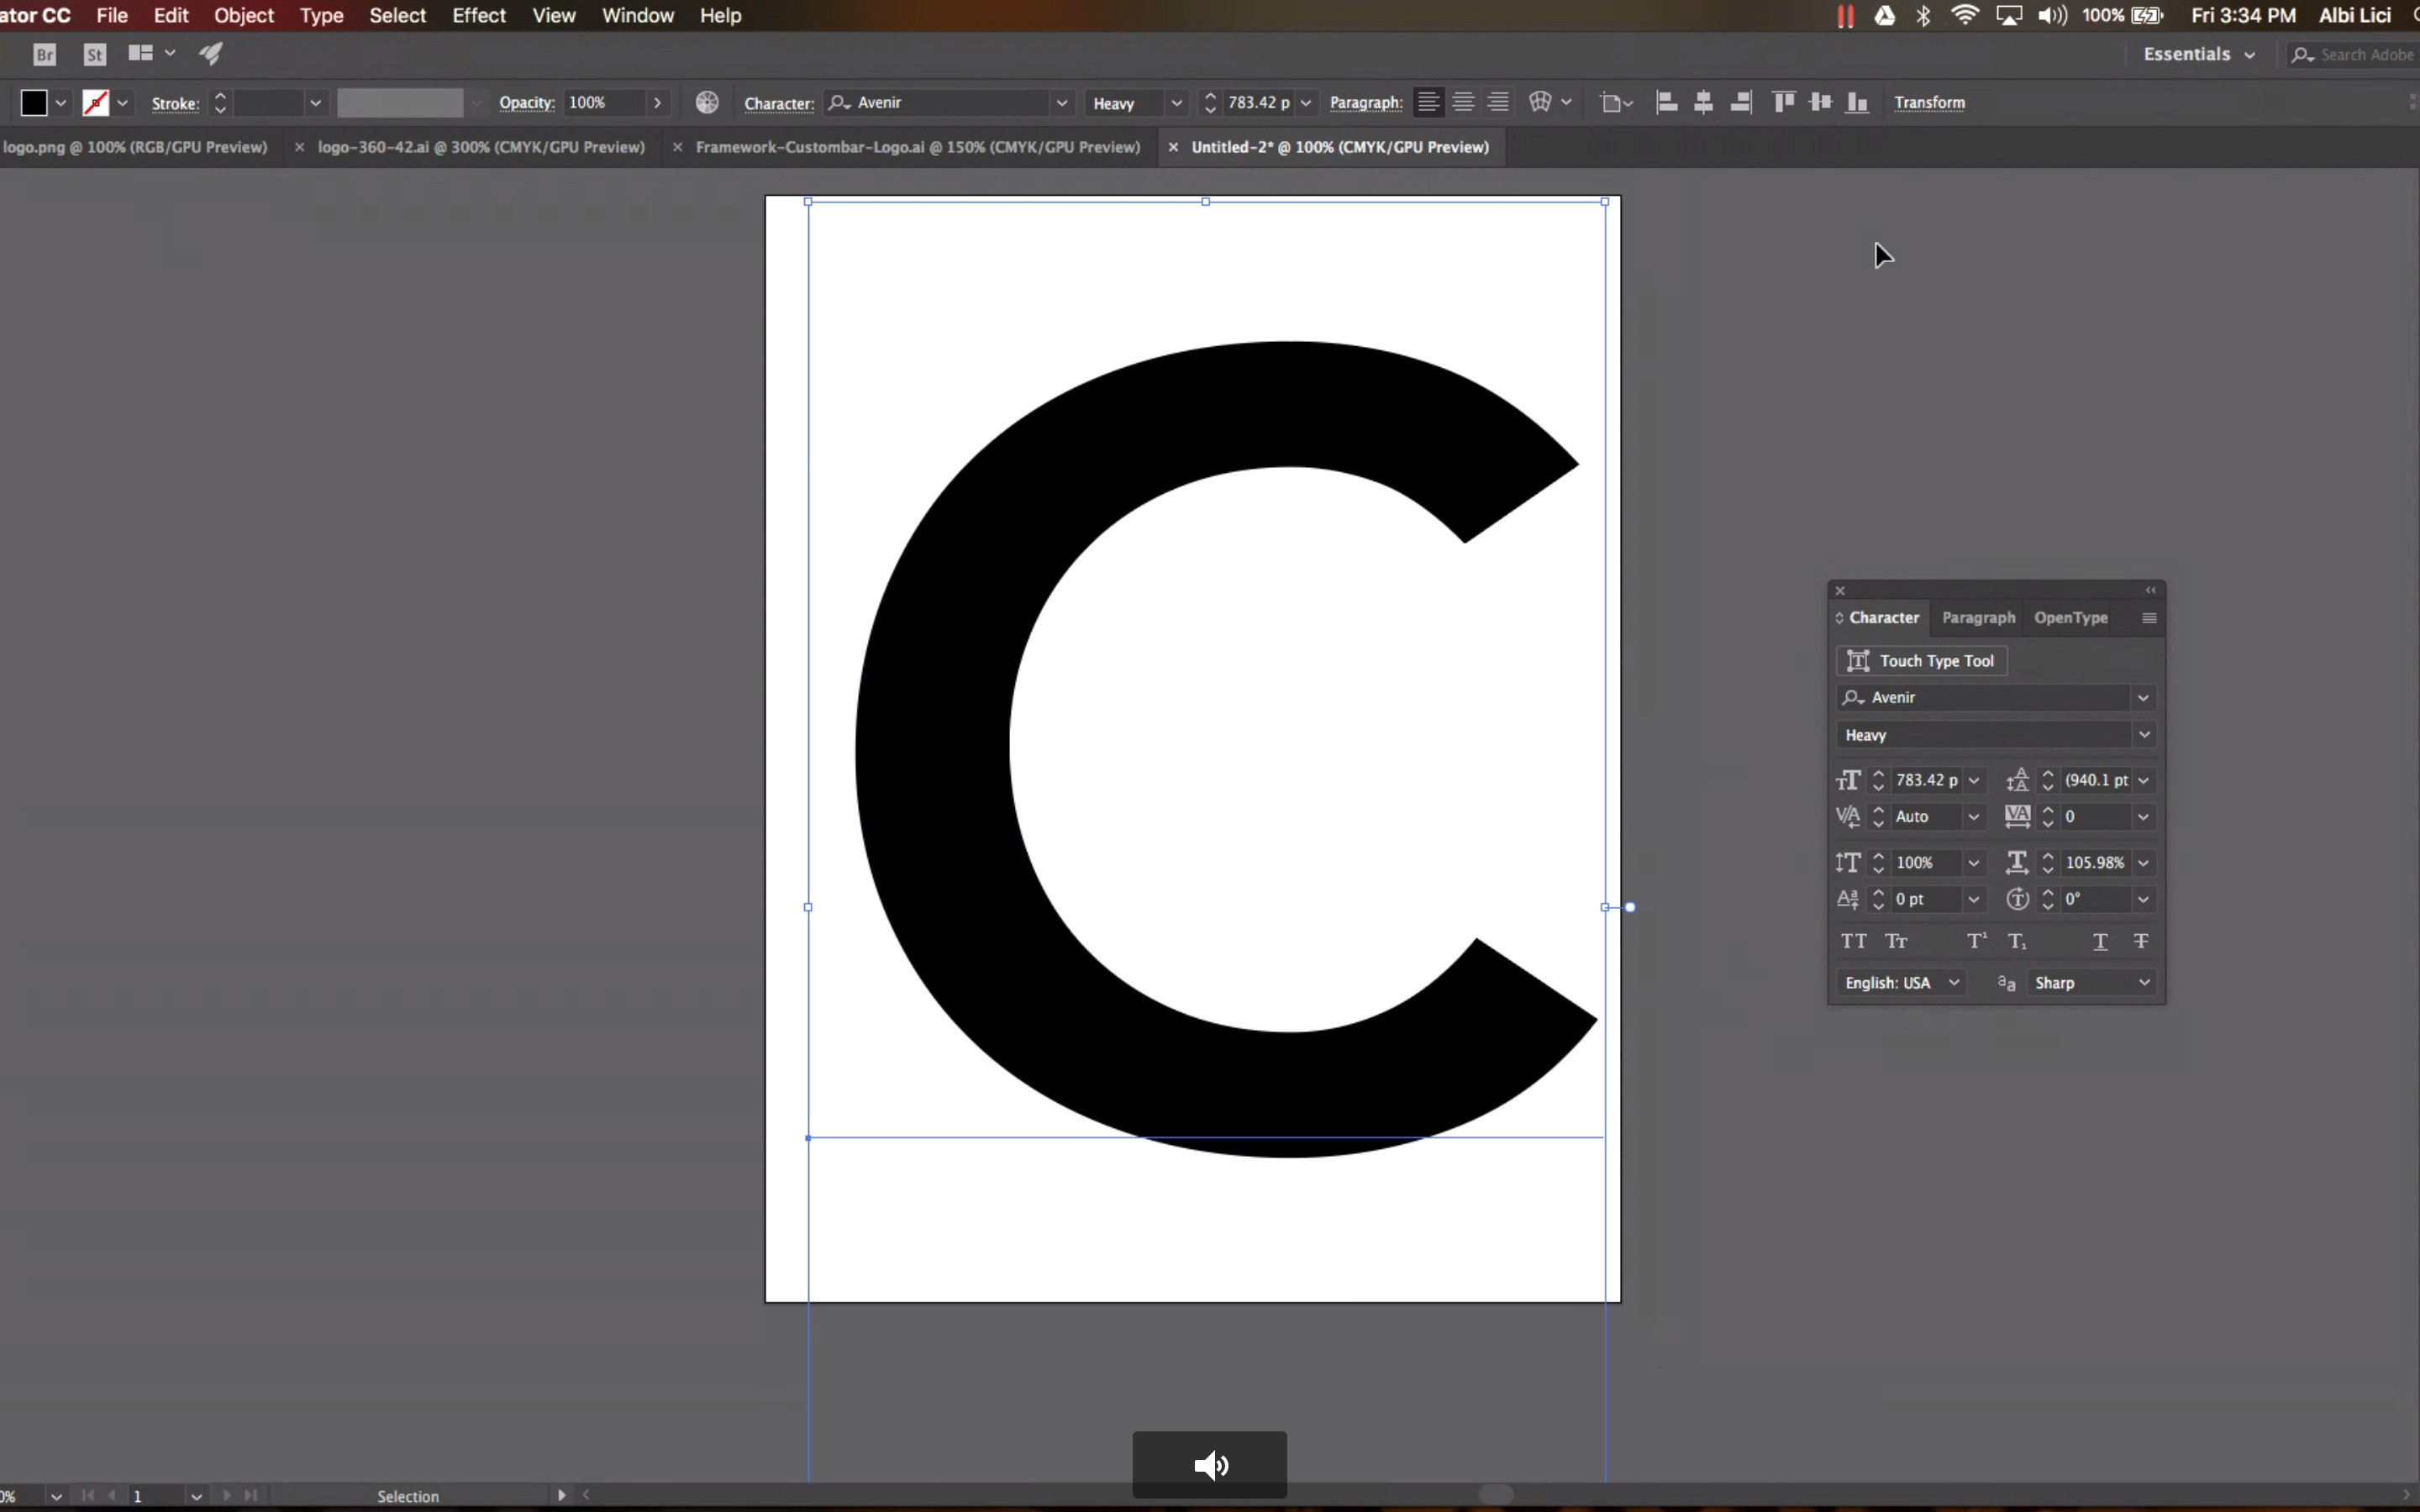 ator CC File Edit Object Type Select Effect View Window Help 100% Fri 3:34 PM Albi Lici
Br St Essentials Search Adobe
Stroke: Opacity: 100% Character: Avenir Heavy 783.42 p Paragraph: Transform
logo.png @ 100% (RGB/GPU Preview) × logo-360-42.ai @ 300% (CMYK/GPU Preview) × Framework-Custombar-Logo.ai @ 150% (CMYK/GPU Preview) × Untitled-2* @ 100% (CMYK/GPU Preview)
C
Character Paragraph OpenType
Touch Type Tool
Avenir
Heavy
783.42 p (940.1 pt
Auto 0
100% 105.98%
0 pt 0°
TT Tr T¹ T₁ T T
English: USA aa Sharp
0% 1 Selection